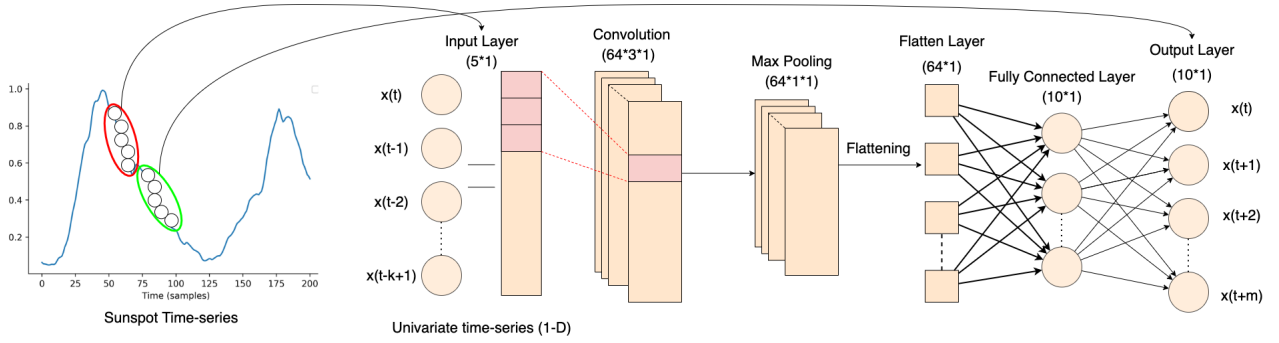 Input Layer
(5*1)
Convolution
(64*3*1)
Max Pooling
(64*1*1)
Flatten Layer
(64*1)
Fully Connected Layer
(10*1)
Output Layer
(10*1)
1.0
0.8
0.6
0.4
0.2
0
25
50
75
100
125
150
175
200
Time (samples)
Sunspot Time-series
x(t)
x(t-1)
x(t-2)
x(t-k+1)
Univariate time-series (1-D)
Flattening
x(t)
x(t+1)
x(t+2)
x(t+m)